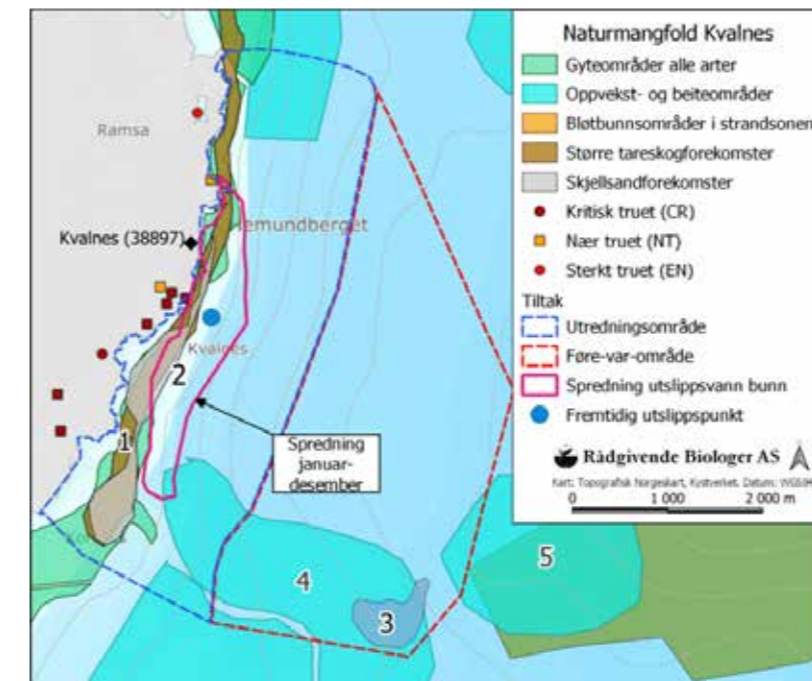 Naturmangfold Kvalnes
Gyteområder alle arter
Oppvekst- og beiteområder
Bløtbunnsområder i strandsonen
Større tareskogforekomster
Skjellsandforekomster
Kritisk truet (CR)
Nær truet (NT)
Sterkt truet (EN)
Tiltak
Utredningsområde
Føre-var-område
Spredning utslippsvann bunn
Fremtidig utslippspunkt
Rådgivende Biologer AS
Kart: Topografisk Norgeskart, Kystverket. Datum:
0 1 000 2 000 m
Ramsa
emundberget
Kvalnes (38897)
Kvalnes
2
1
Spredning
januar-
desember
4
3
5